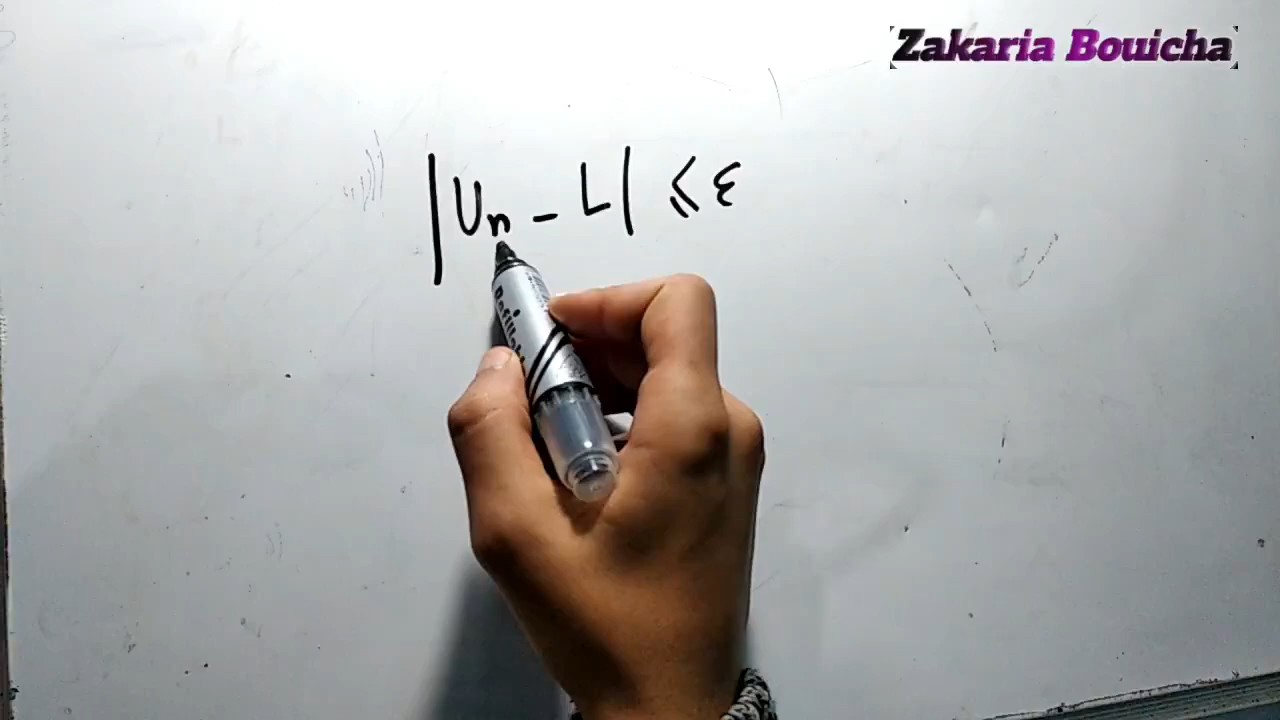 Zakaria Bouicha
|Un - L| ⩽ ε